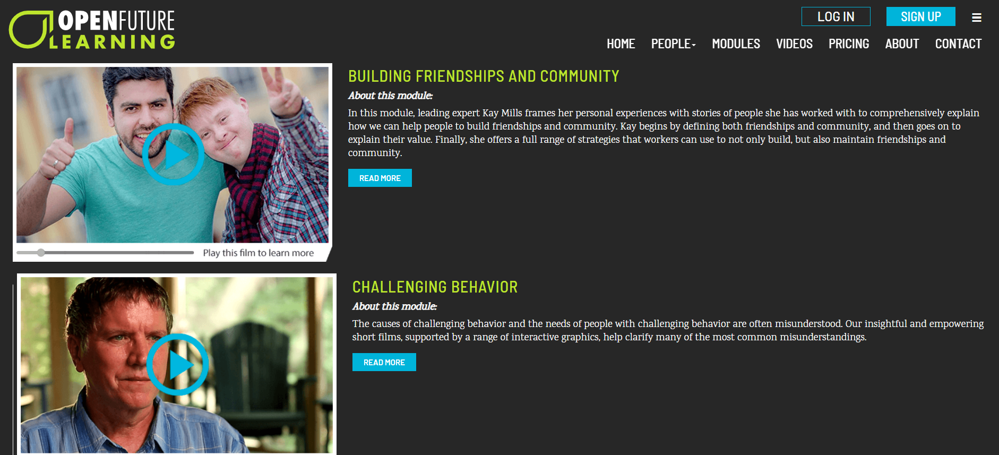 OPENFUTURE
LEARNING
LOG IN
SIGN UP
HOME
PEOPLE
MODULES
VIDEOS
PRICING
ABOUT
CONTACT
BUILDING FRIENDSHIPS AND COMMUNITY
About this module:
In this module, leading expert Kay Mills frames her personal experiences with stories of people she has worked with to comprehensively explain
how we can help people to build friendships and community. Kay begins by defining both friendships and community, and then goes on to
explain their value. Finally, she offers a full range of strategies that workers can use to not only build, but also maintain friendships and
community.
READ MORE
Play this film to learn more
CHALLENGING BEHAVIOR
About this module:
The causes of challenging behavior and the needs of people with challenging behavior are often misunderstood. Our insightful and empowering
short films, supported by a range of interactive graphics, help clarify many of the most common misunderstandings.
READ MORE